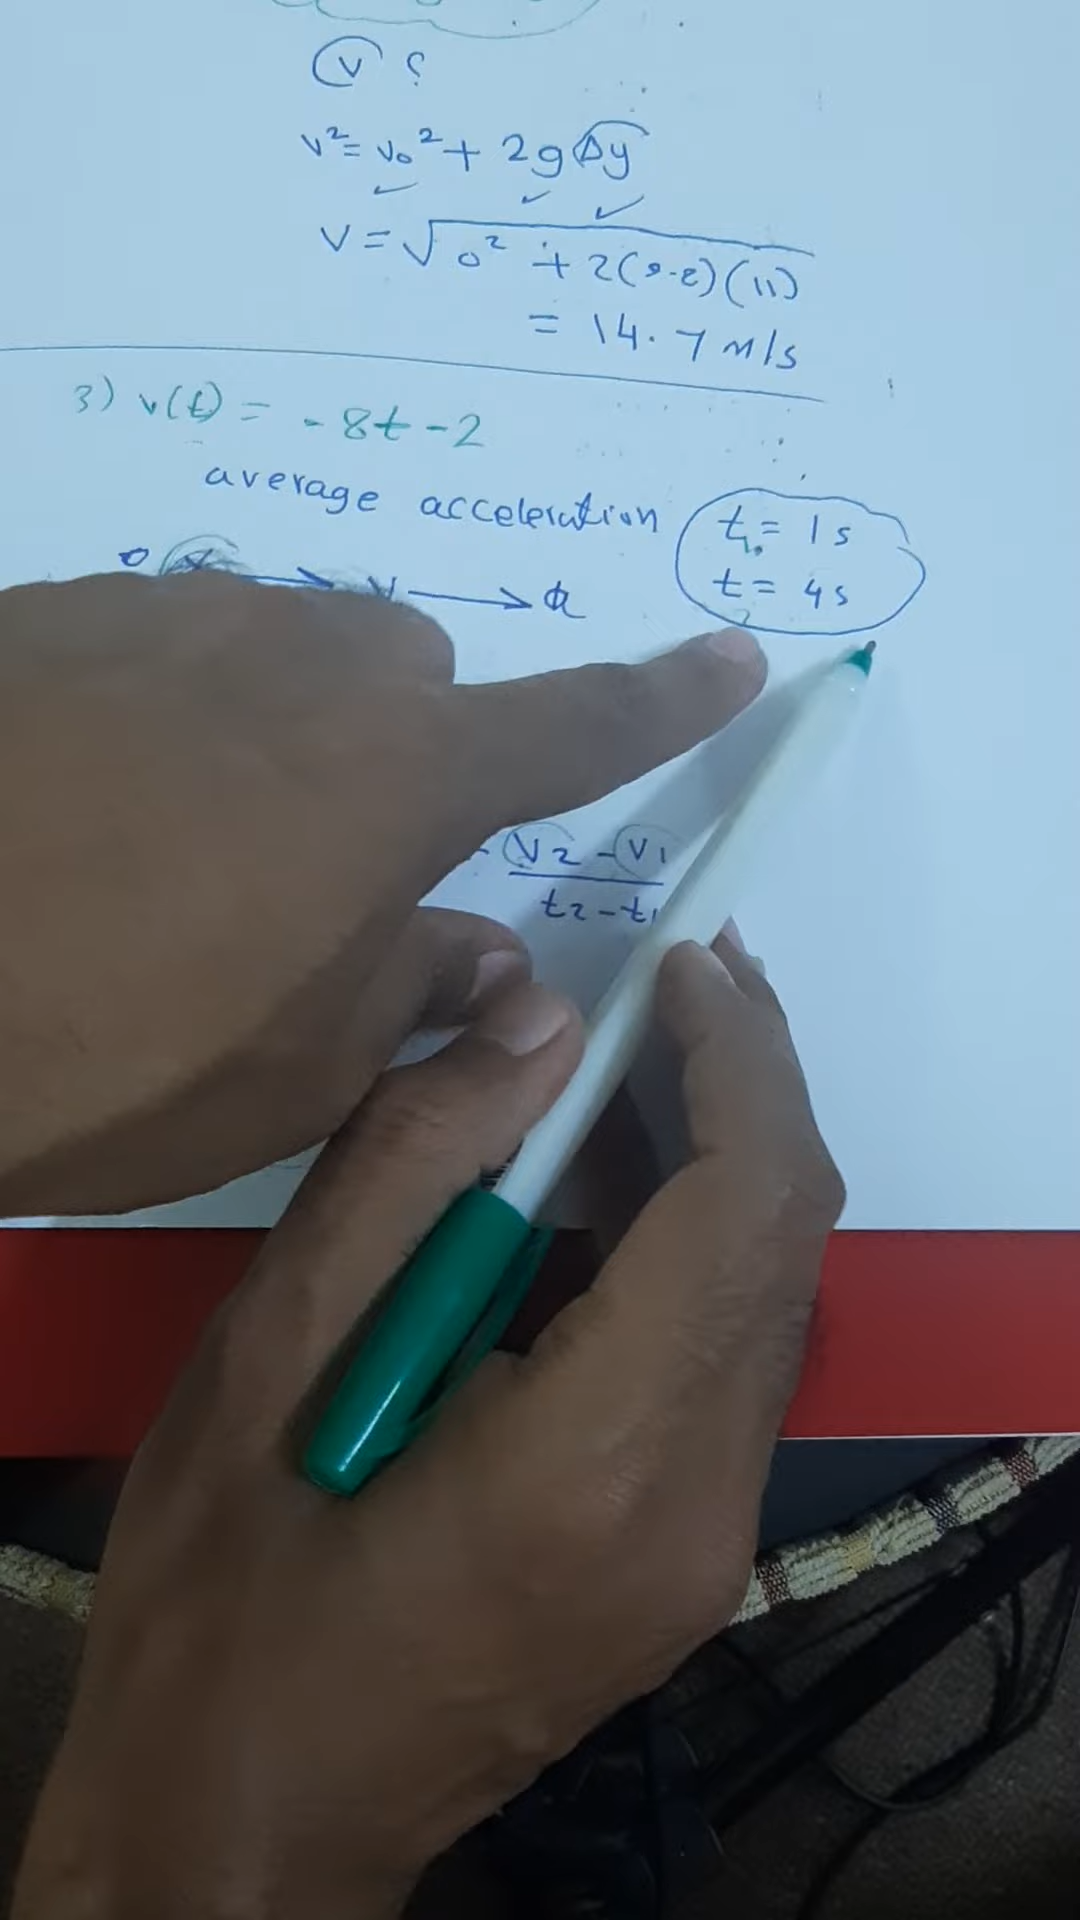 v ?
v² = v₀² + 2gΔy
v = √0² + 2(9.8)(11)
= 14.7 m/s
3) v(t) = -8t - 2
average acceleration
t₁ = 1s
t₂ = 4s
→ v → a
v2 - v1
t2 - t1